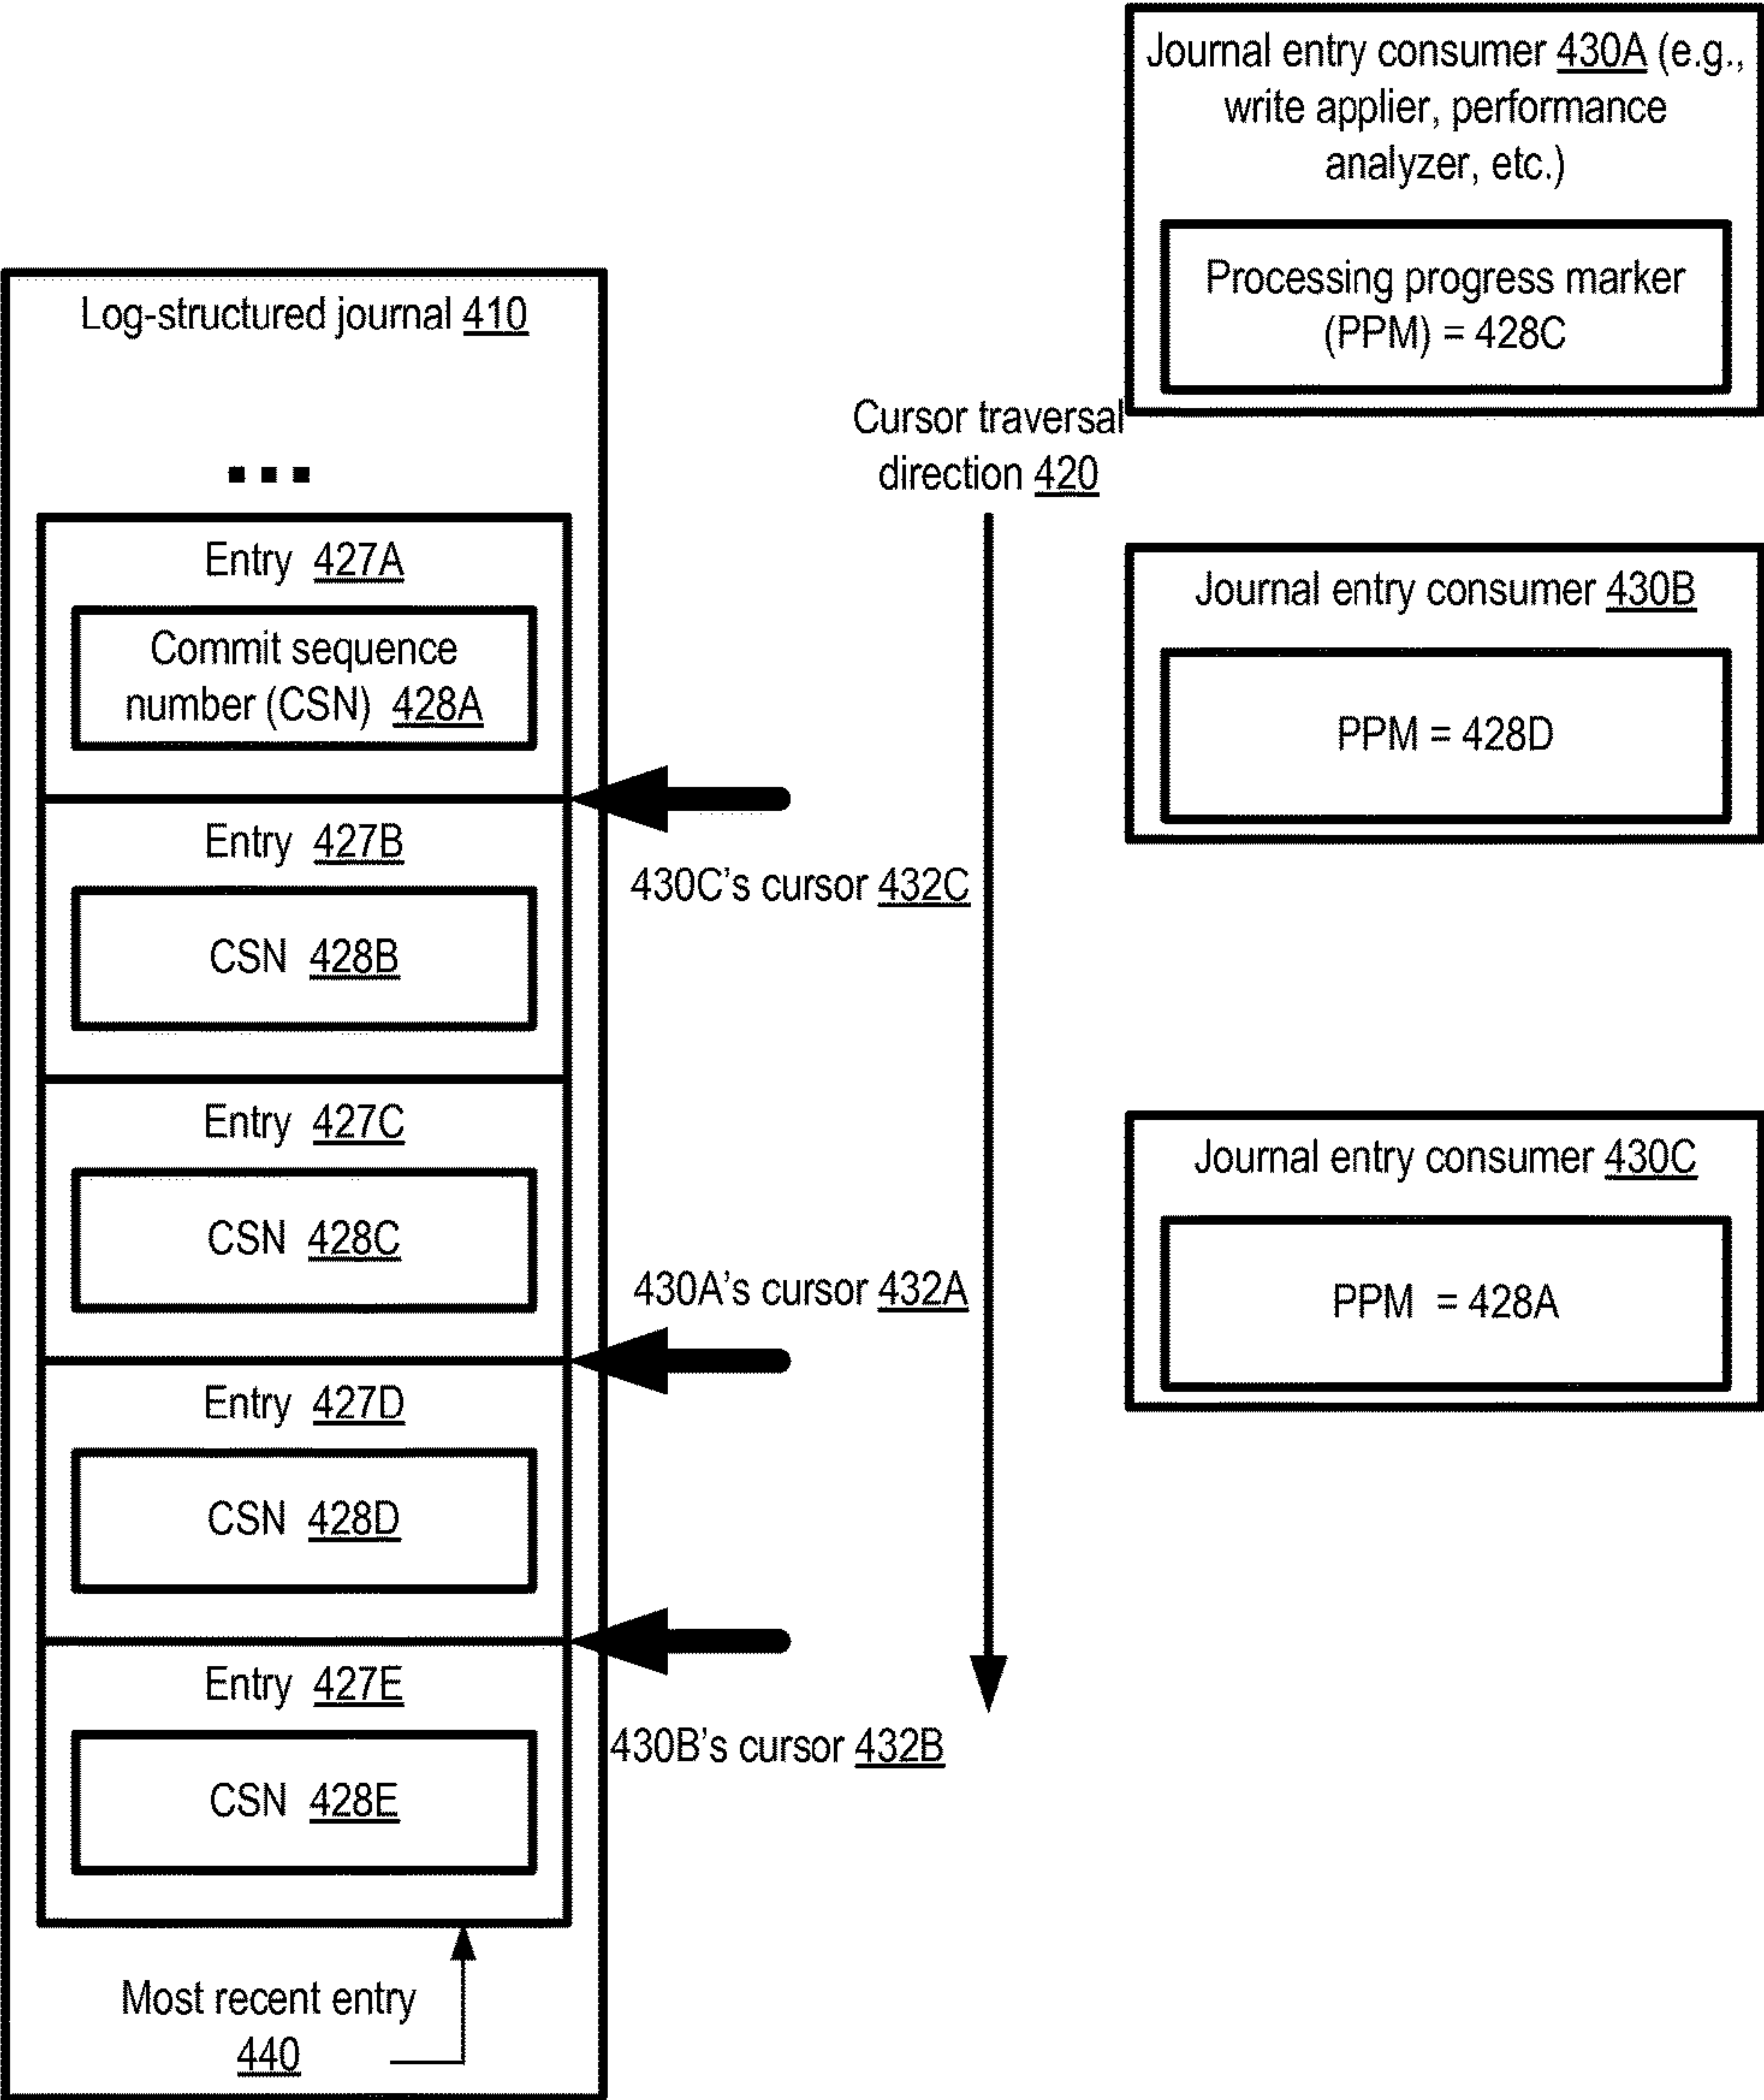 Journal entry consumer 430A (e.g.,
write applier, performance
analyzer, etc.)
Processing progress marker
(PPM) = 428C
Log-structured journal 410
...
Cursor traversal
direction 420
Entry 427A
Commit sequence
number (CSN) 428A
Journal entry consumer 430B
PPM = 428D
Entry 427B
CSN 428B
430C's cursor 432C
Entry 427C
CSN 428C
Journal entry consumer 430C
PPM = 428A
430A's cursor 432A
Entry 427D
CSN 428D
Entry 427E
CSN 428E
430B's cursor 432B
Most recent entry
440